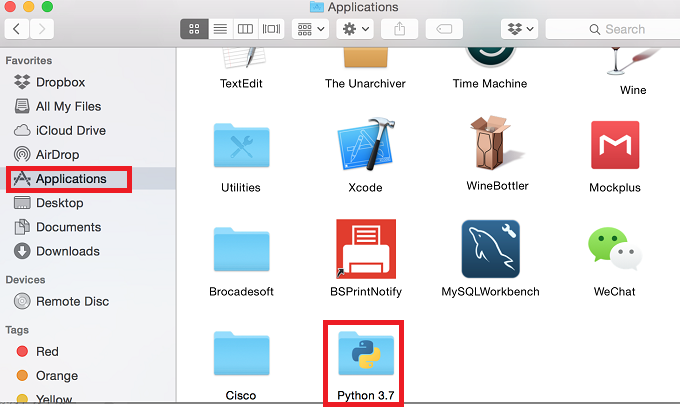 Applications
Search
Favorites
Dropbox
All My Files
iCloud Drive
AirDrop
Applications
Desktop
Documents
Downloads
Devices
Remote Disc
Tags
Red
Orange
Yellow
TextEdit
The Unarchiver
Time Machine
Wine
Utilities
Xcode
WineBottler
Mockplus
Brocadesoft
BSPrintNotify
MySQLWorkbench
WeChat
Cisco
Python 3.7